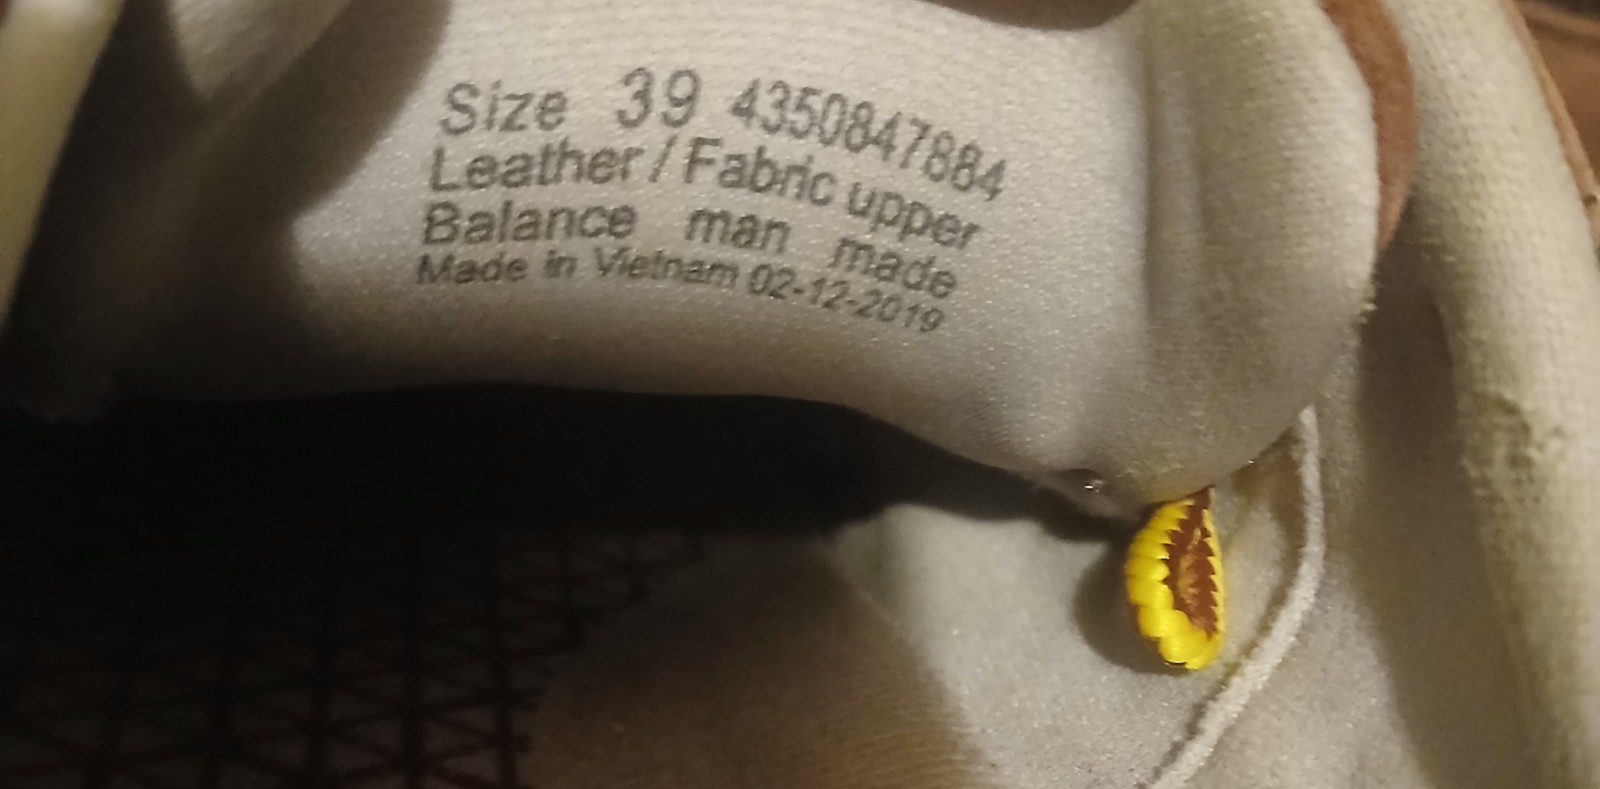 Size 39 4350847884
Leather / Fabric upper
Balance man made
Made in Vietnam 02-12-2019